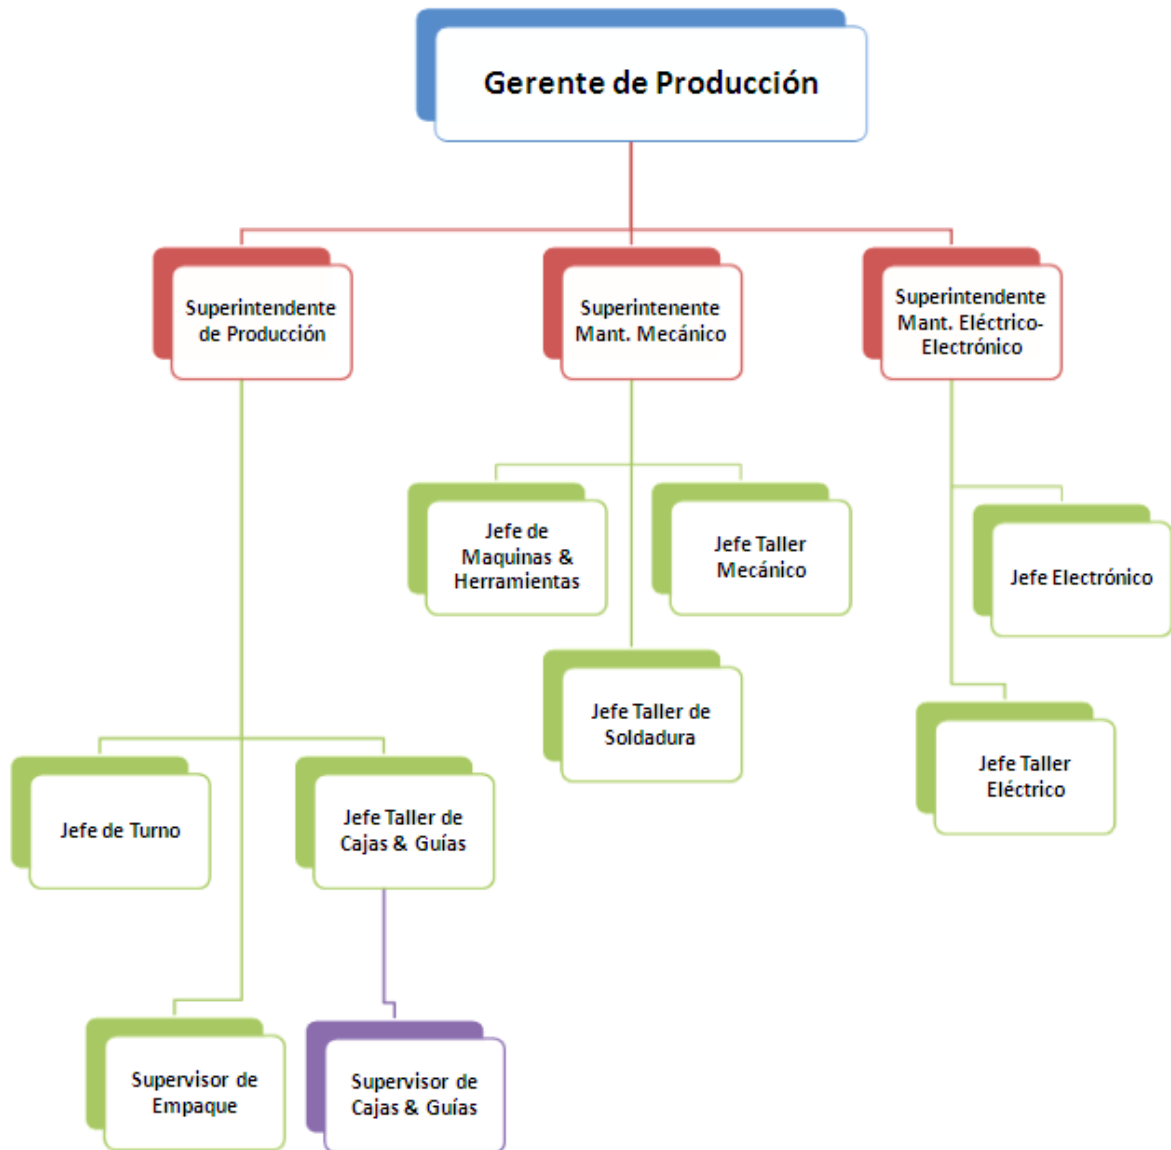 Gerente de Producción
Superintendente
de Producción
Superintenente
Mant. Mecánico
Superintendente
Mant. Eléctrico-
Electrónico
Jefe de
Maquinas &
Herramientas
Jefe Taller
Mecánico
Jefe Electrónico
Jefe Taller de
Soldadura
Jefe Taller
Eléctrico
Jefe de Turno
Jefe Taller de
Cajas & Guías
Supervisor de
Empaque
Supervisor de
Cajas & Guías